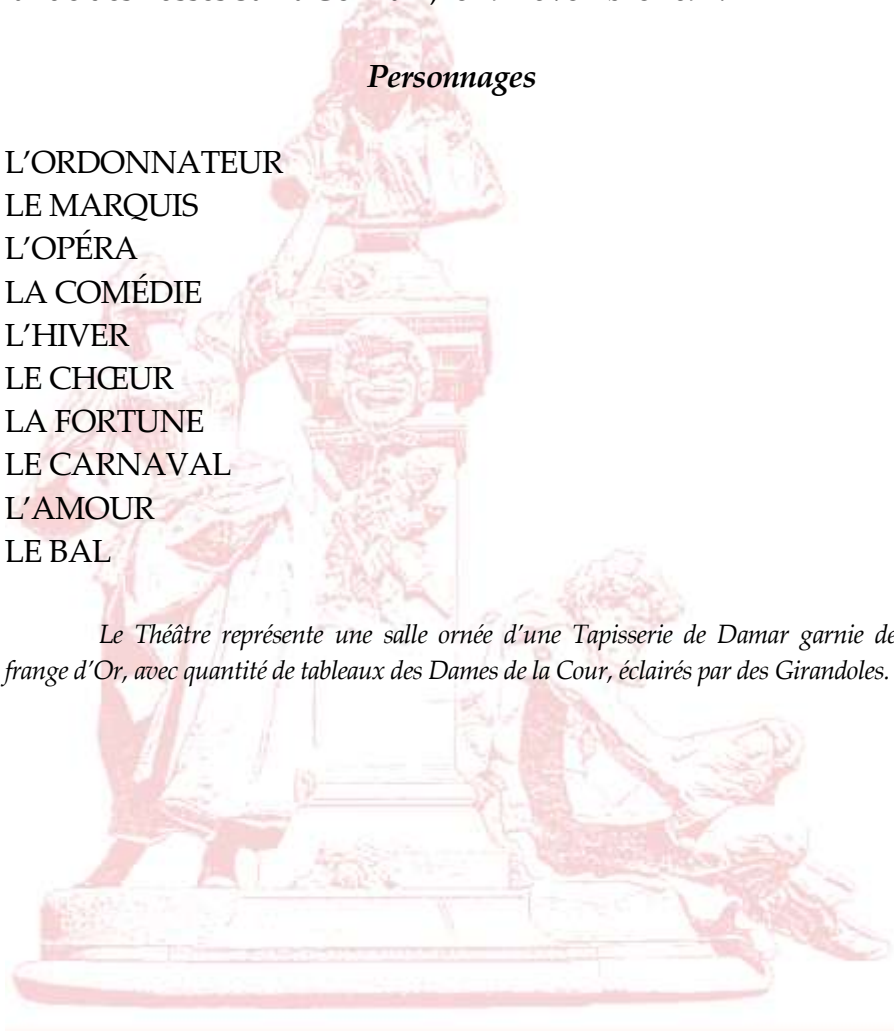 Personnages
L’ORDONNATEUR
LE MARQUIS
L’OPÉRA
LA COMÉDIE
L’HIVER
LE CHŒUR
LA FORTUNE
LE CARNAVAL
L’AMOUR
LE BAL
Le Théâtre représente une salle ornée d’une Tapisserie de Damar garnie de
frange d’Or, avec quantité de tableaux des Dames de la Cour, éclairés par des Girandoles.